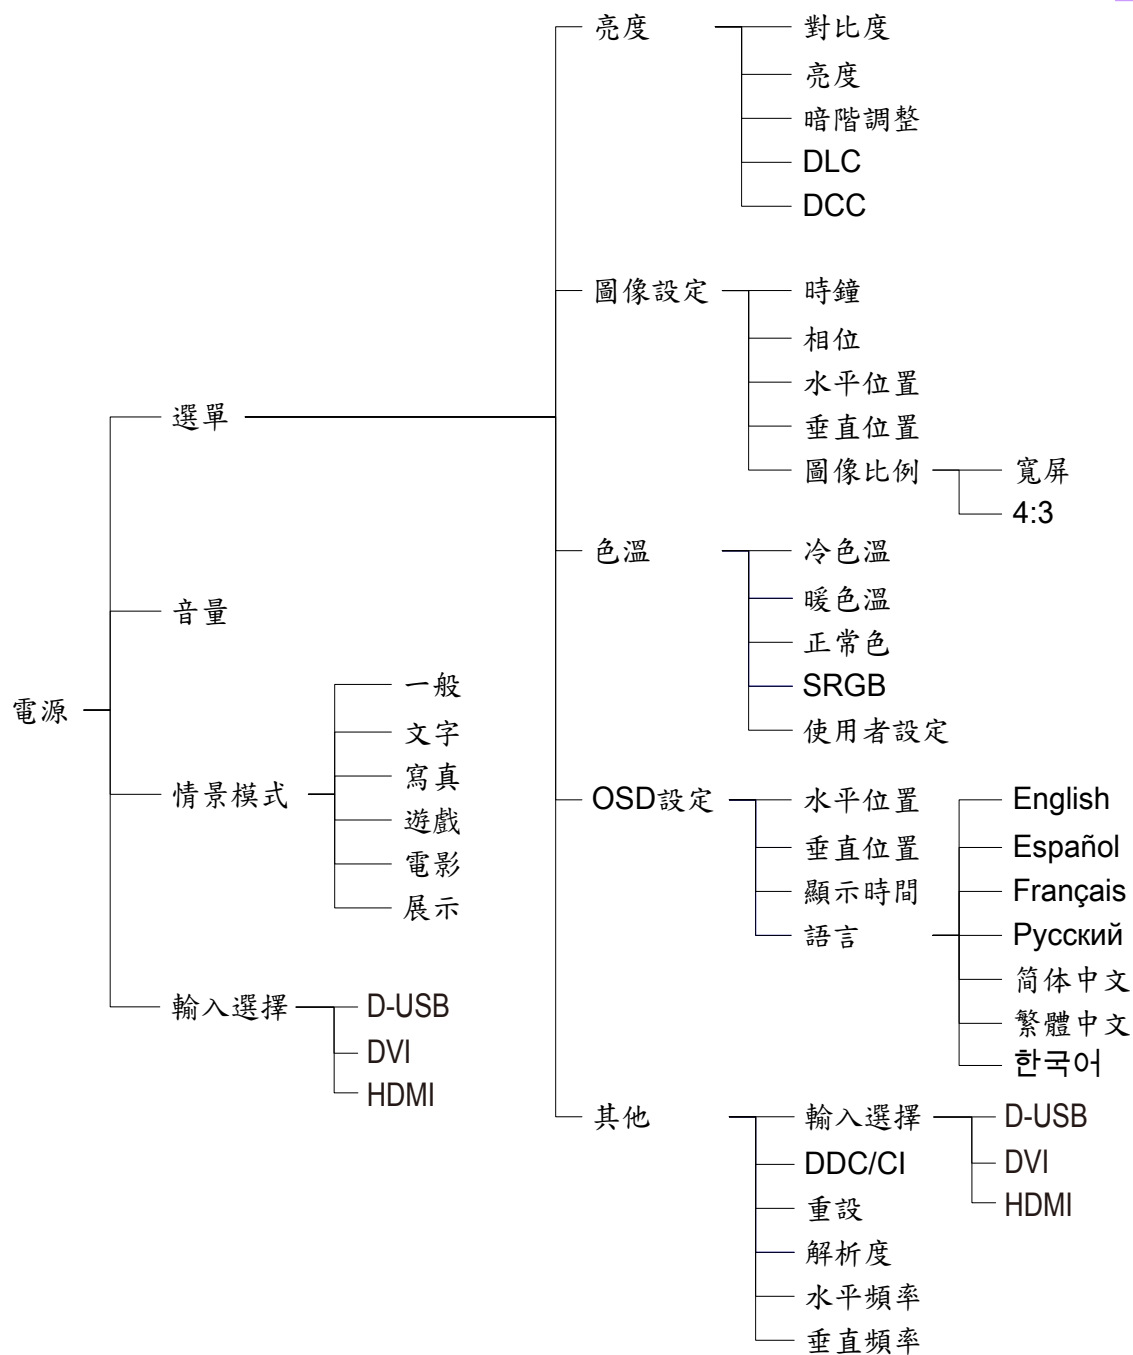 電源
選單
亮度
對比度
亮度
暗階調整
DLC
DCC
圖像設定
時鐘
相位
水平位置
垂直位置
圖像比例
寬屏
4:3
色溫
冷色溫
暖色溫
正常色
SRGB
使用者設定
OSD設定
水平位置
垂直位置
顯示時間
語言
English
Español
Français
Русский
简体中文
繁體中文
한국어
其他
輸入選擇
D-USB
DVI
HDMI
DDC/CI
重設
解析度
水平頻率
垂直頻率
音量
情景模式
一般
文字
寫真
遊戲
電影
展示
輸入選擇
D-USB
DVI
HDMI